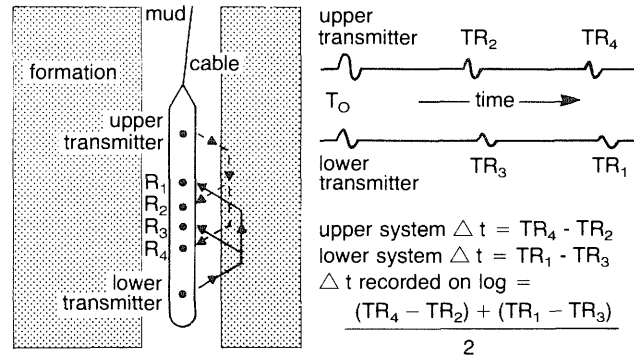 mud
formation
cable
upper
transmitter
R₁
R₂
R₃
R₄
lower
transmitter
upper
transmitter TR₂ TR₄
T₀ time
lower
transmitter TR₃ TR₁
upper system △ t = TR₄ - TR₂
lower system △ t = TR₁ - TR₃
△ t recorded on log =
(TR₄ – TR₂) + (TR₁ – TR₃)
2